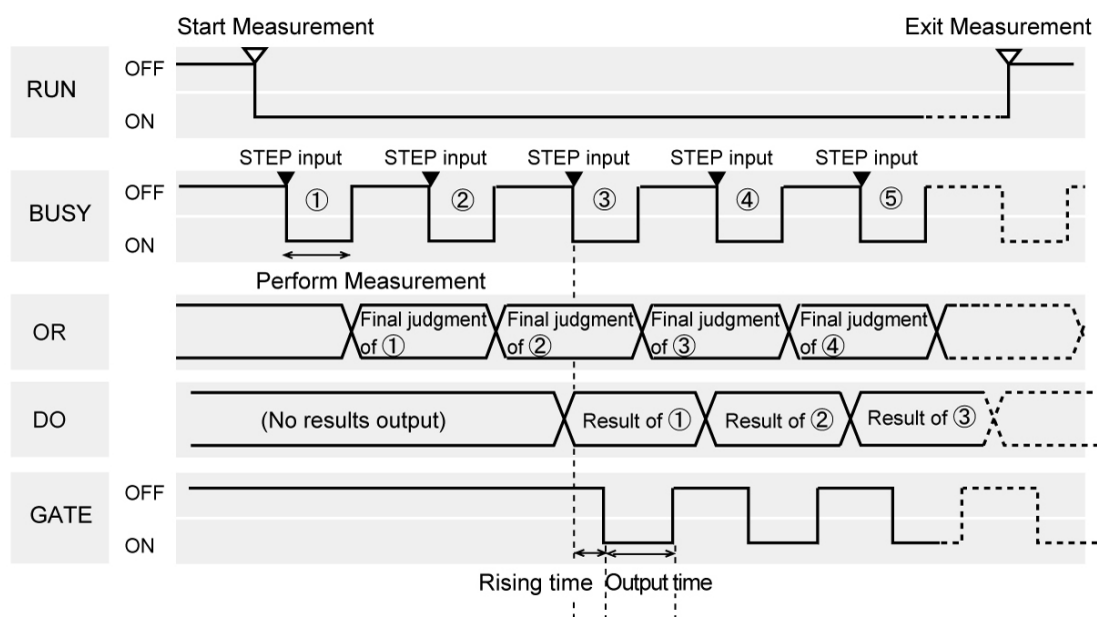 Start Measurement
Exit Measurement
RUN
OFF
ON
STEP input
STEP input
STEP input
STEP input
STEP input
BUSY
OFF
ON
①
②
③
④
⑤
Perform Measurement
OR
Final judgment
of ①
Final judgment
of ②
Final judgment
of ③
Final judgment
of ④
DO
(No results output)
Result of ①
Result of ②
Result of ③
GATE
OFF
ON
Rising time
Output time